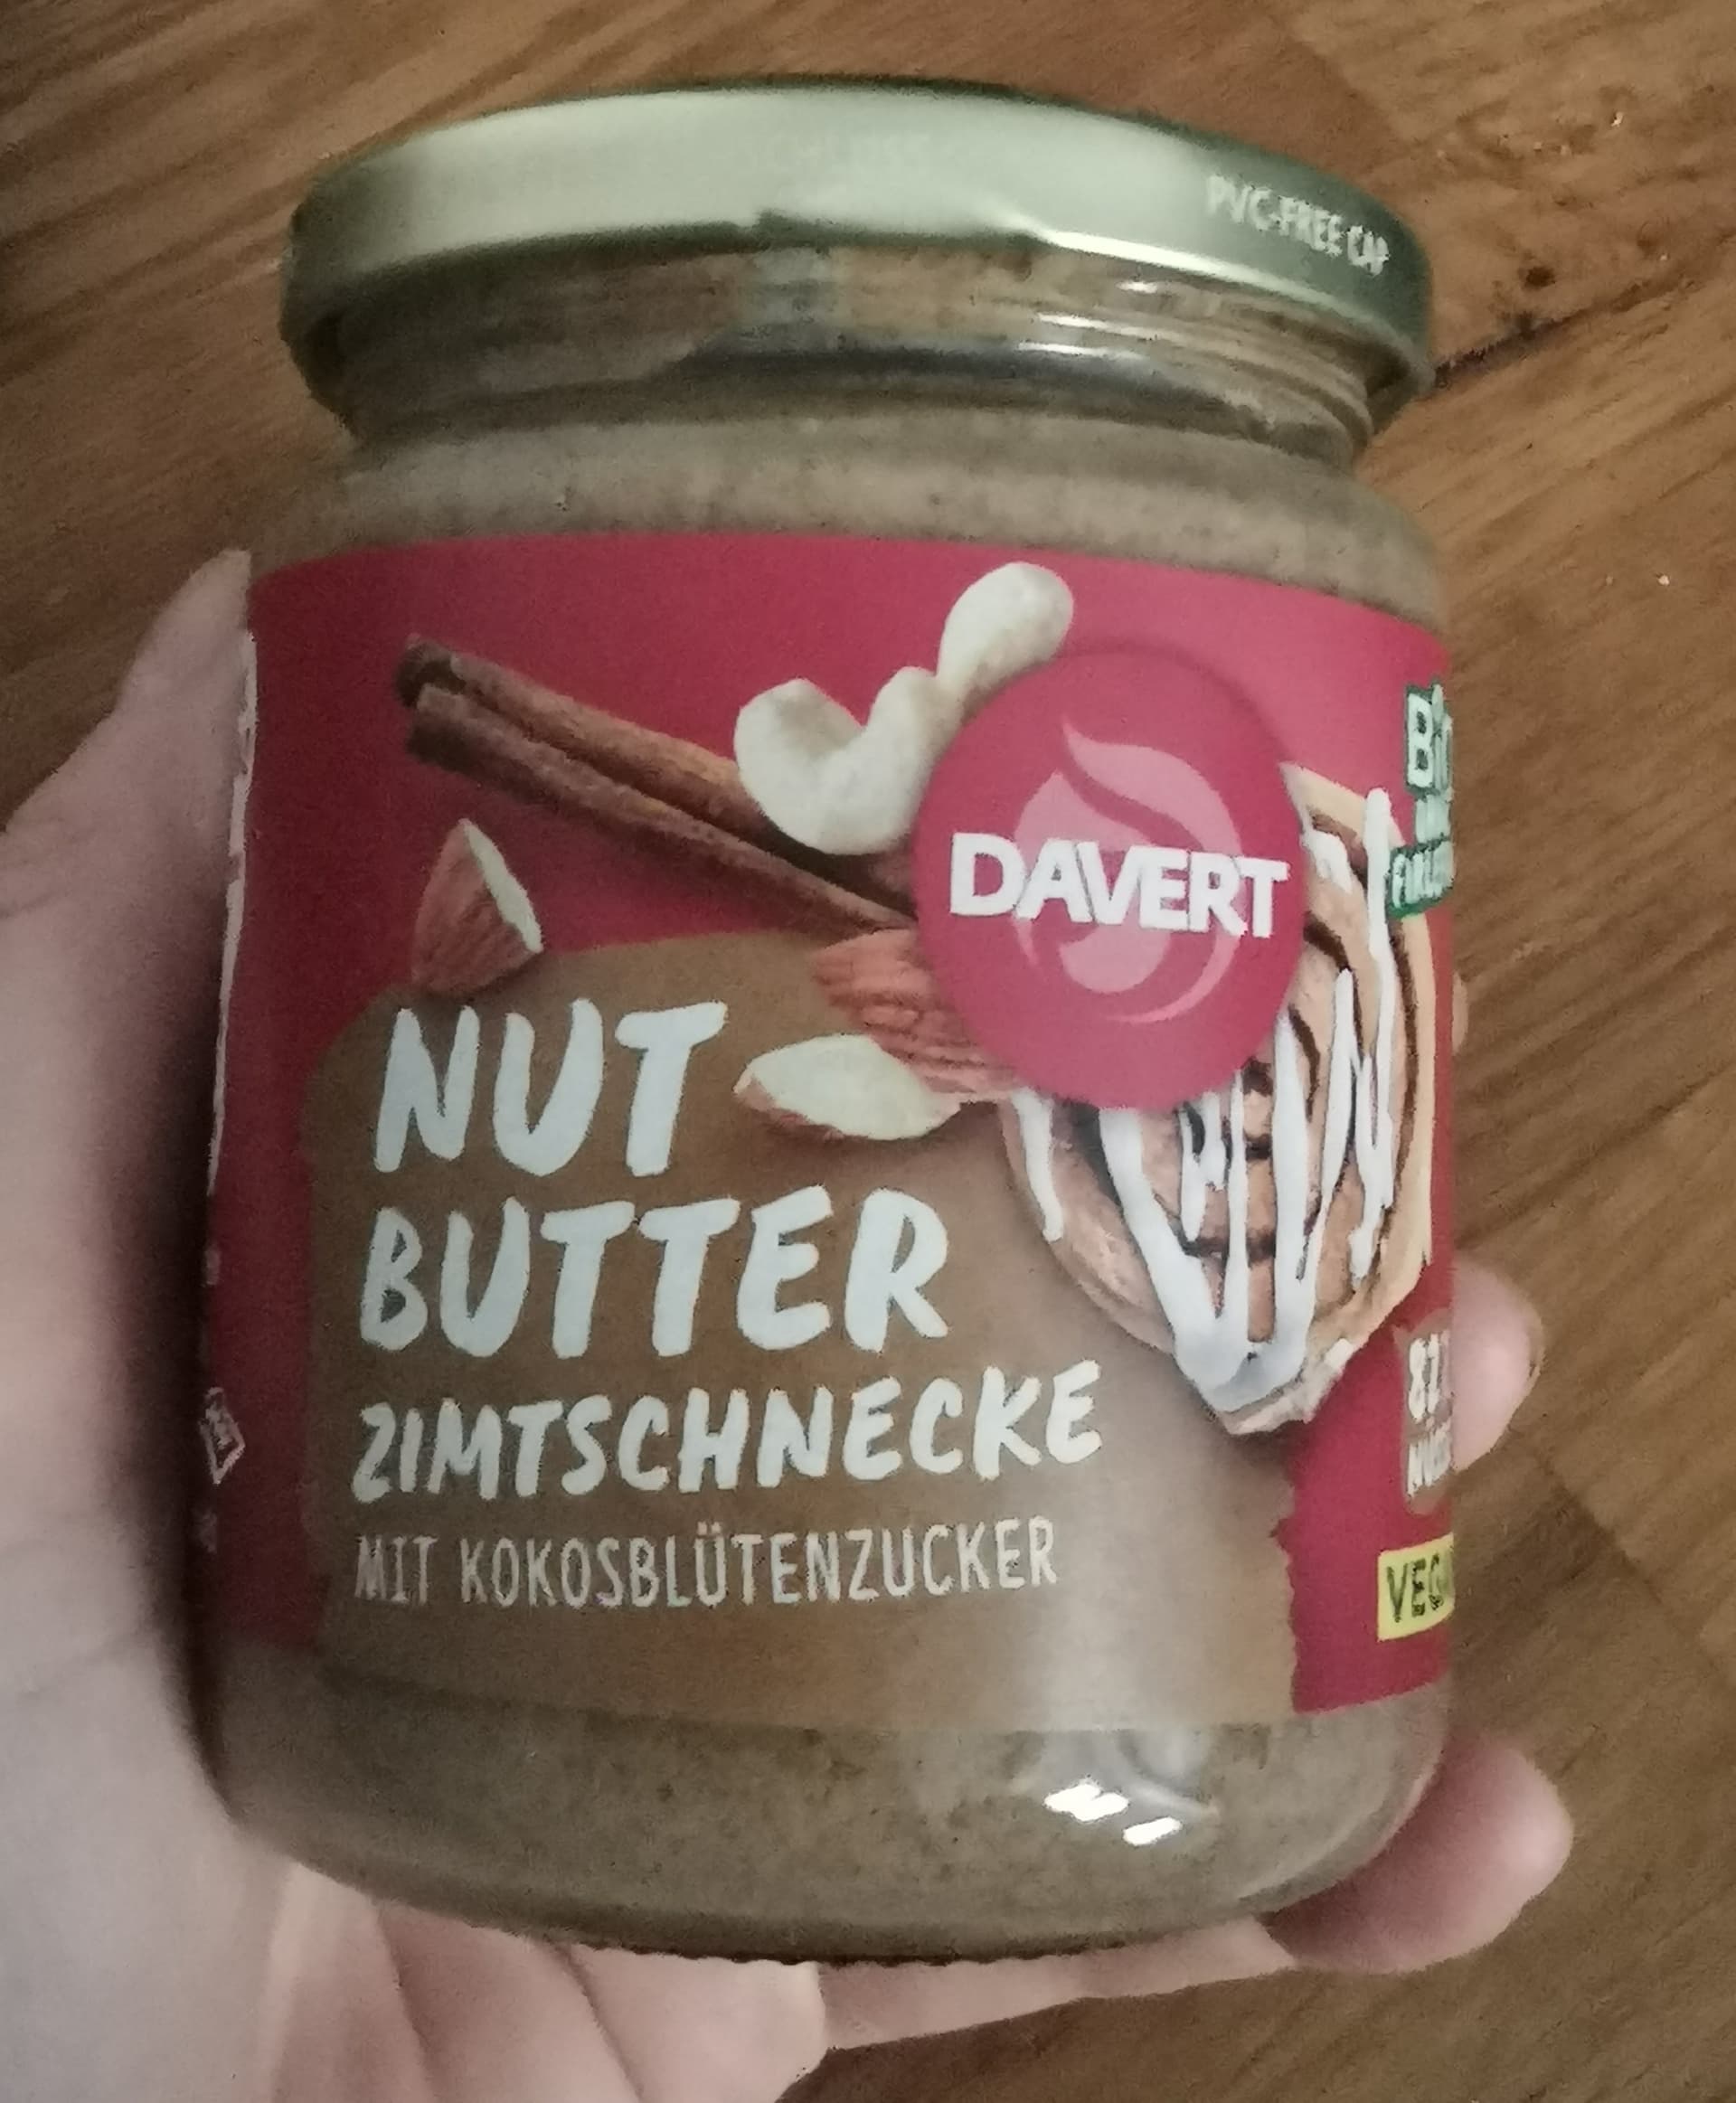 PVC-FREE CAP
DAVERT
NUT
BUTTER
ZIMTSCHNECKE
MIT KOKOSBLÜTENZUCKER